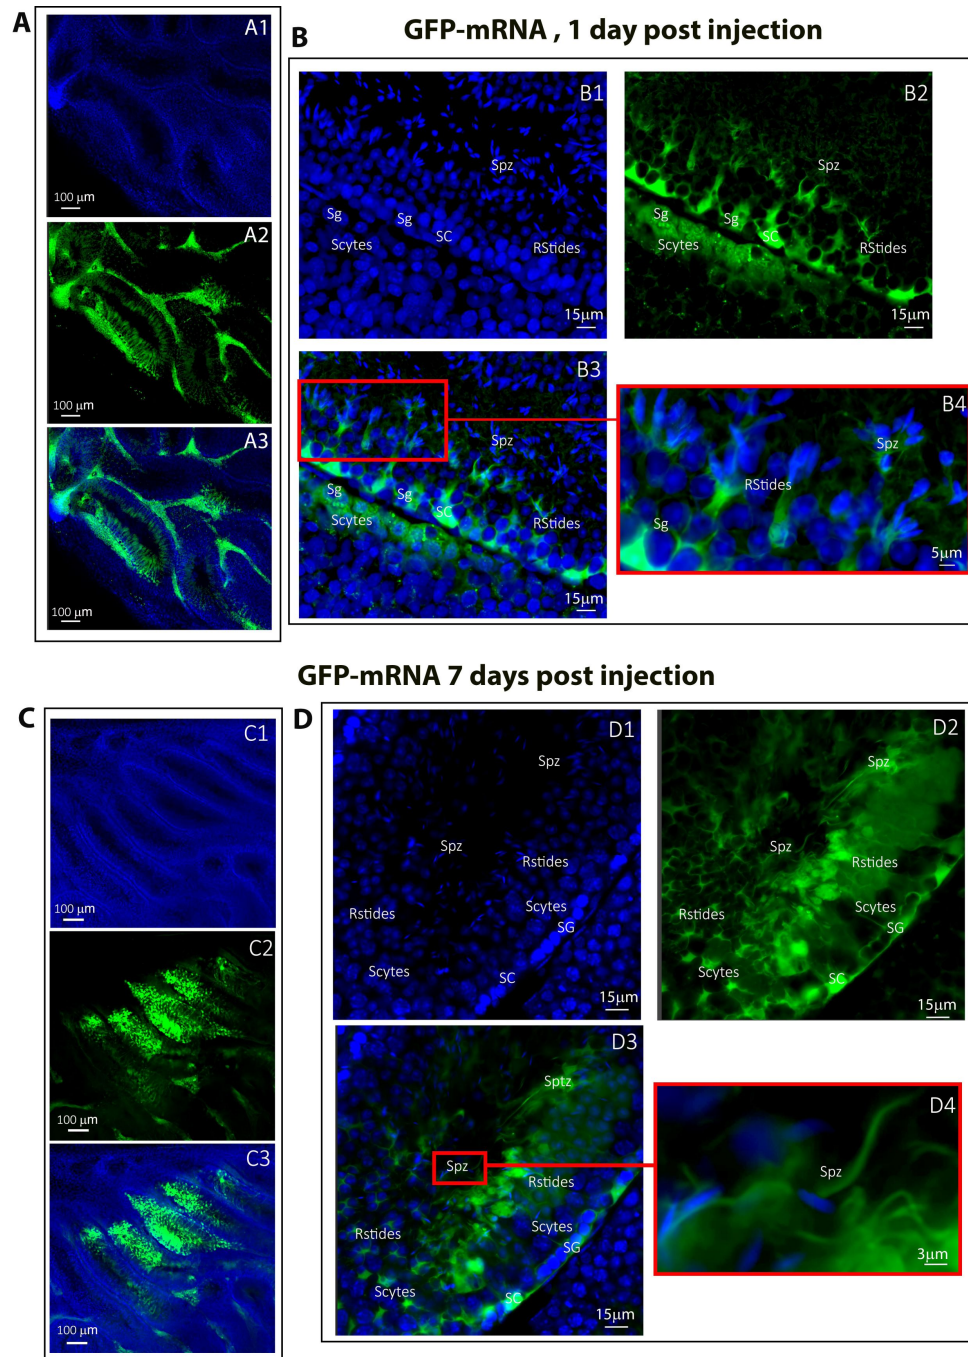 A
A1
100 µm
A2
100 µm
A3
100 µm
B
GFP-mRNA , 1 day post injection
B1
Spz
Sg
Sg
SC
Scytes
RStides
15µm
B2
Spz
Sg
Sg
SC
Scytes
RStides
15µm
B3
Spz
Sg
Sg
SC
Scytes
RStides
15µm
B4
Spz
RStides
Sg
5µm
GFP-mRNA 7 days post injection
C
C1
100 µm
C2
100 µm
C3
100 µm
D
D1
Spz
Spz
Rstides
Rstides
Scytes
SG
Scytes
SC
15µm
D2
Spz
Spz
Rstides
Rstides
Scytes
SG
Scytes
SC
15µm
D3
Sptz
Spz
Rstides
Rstides
Scytes
SG
Scytes
SC
15µm
D4
Spz
3µm